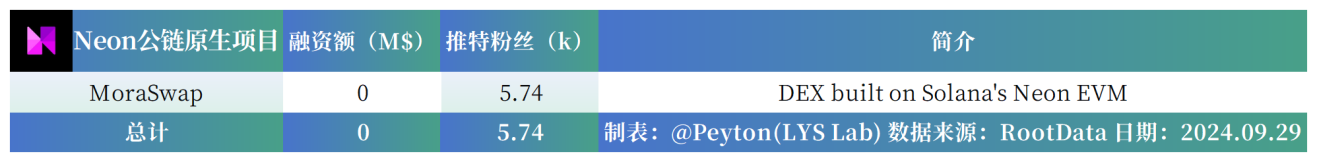 Neon公链原生项目 融资额（M$） 推特粉丝（k） 简介
MoraSwap 0 5.74 DEX built on Solana's Neon EVM
总计 0 5.74 制表：@Peyton(LYS Lab) 数据来源：RootData 日期：2024.09.29